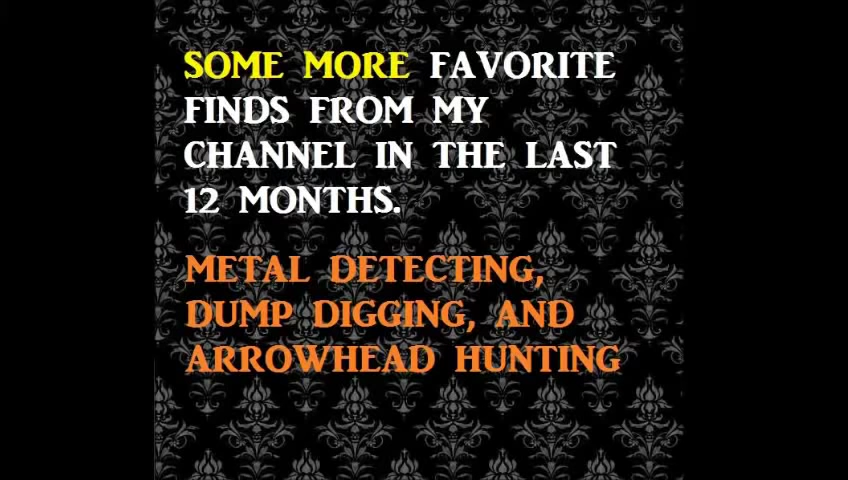 SOME MORE FAVORITE
FINDS FROM MY
CHANNEL IN THE LAST
12 MONTHS.
METAL DETECTING,
DUMP DIGGING, AND
ARROWHEAD HUNTING